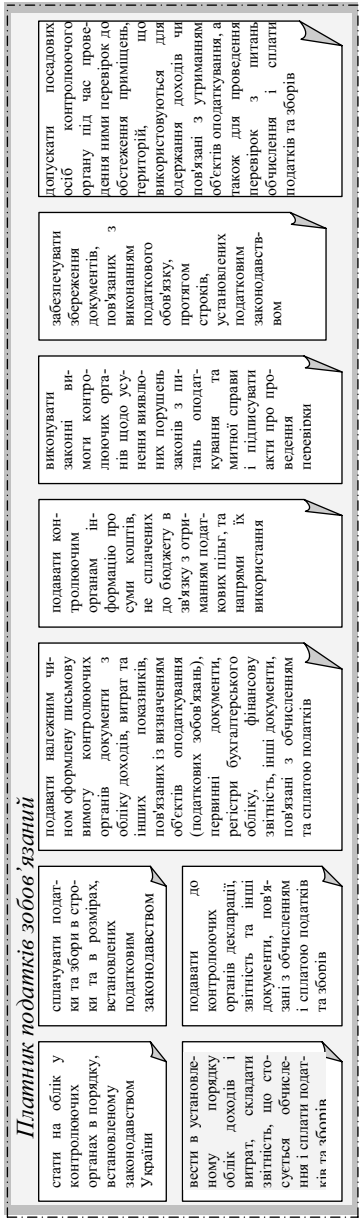 Платник податків зобов’язаний
стати на облік у
контролюючих
органах в порядку,
встановленому
законодавством
України
вести в установле-
ному порядку
облік доходів і
витрат, складати
звітність, що сто-
сується обчислен-
ня і сплати подат-
ків та зборів
сплачувати подат-
ки та збори в стро-
ки та в розмірах,
встановлених
податковим
законодавством
подавати до
контролюючих
органів декларації,
звітність та інші
документи, пов'я-
зані з обчисленням
і сплатою податків
та зборів
подавати належним чи-
ном оформлену письмову
вимогу контролюючих
органів документи з
обліку доходів, витрат та
інших показників,
пов'язаних із визначенням
об'єктів оподаткування
(податкових зобов'язань),
первинні документи,
регістри бухгалтерського
обліку, фінансову
звітність, інші документи,
пов'язані з обчисленням
та сплатою податків
подавати кон-
тролюючим
органам ін-
формацію про
суми коштів,
не сплачених
до бюджету в
зв'язку з отри-
манням подат-
кових пільг, та
напрями їх
використання
виконувати
законні ви-
моги контро-
люючих орга-
нів щодо усу-
нення виявле-
них порушень
законів з пи-
тань оподат-
кування та
митної справи
і підписувати
акти про про-
ведення
перевірки
забезпечувати
збереження
документів,
пов'язаних з
виконанням
податкового
обов'язку,
протягом
строків,
установлених
податковим
законодавств-
вом
допускати посадових
осіб контролюючого
органу під час прове-
дення ними перевірок до
обстеження приміщень,
територій, що
використовуються для
одержання доходів чи
пов'язані з утриманням
об'єктів оподаткування, а
також для проведення
перевірок з питань
обчислення і сплати
податків та зборів